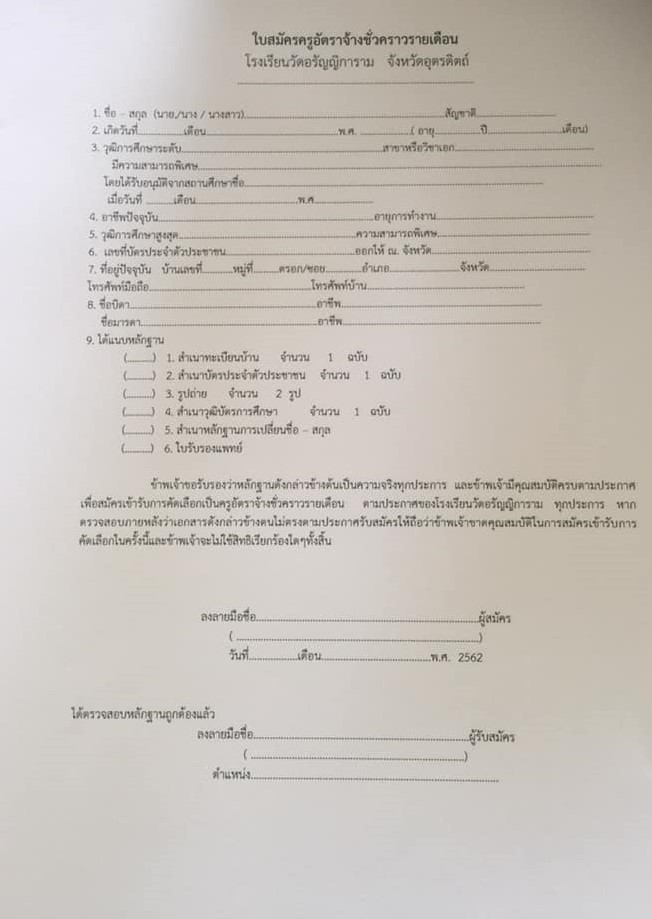 ใบสมัครครูอัตราจ้างชั่วคราวรายเดือน
โรงเรียนวัดอรัญญิการาม จังหวัดอุตรดิตถ์
................................................................................
1. ชื่อ – สกุล (นาย/นาง / นางสาว)............................................................สัญชาติ........................
2. เกิดวันที่................เดือน..............................................พ.ศ. ..................( อายุ................ปี..........................เดือน)
3. วุฒิการศึกษาระดับ......................................................................สาขาหรือวิชาเอก................................................
มีความสามารถพิเศษ................................................................................................................................
โดยได้รับอนุมัติจากสถานศึกษาชื่อ................................................................................................
เมื่อวันที่ ..........เดือน....................................พ.ศ.....................
4. อาชีพปัจจุบัน..........................................................................อายุการทำงาน......................................................
5. วุฒิการศึกษาสูงสุด............................................................ความสามารถพิเศษ......................................................
6. เลขที่บัตรประจำตัวประชาชน............................................ออกให้ ณ. จังหวัด......................................................
7. ที่อยู่ปัจจุบัน บ้านเลขที่..........หมู่ที่.........ตรอก/ซอย.............อำเภอ........................จังหวัด................................
โทรศัพท์มือถือ........................................................โทรศัพท์บ้าน......................................................
8. ชื่อบิดา..................................................................อาชีพ......................................................................
ชื่อมารดา..............................................................อาชีพ......................................................................
9. ได้แนบหลักฐาน
(..........) 1. สำเนาทะเบียนบ้าน จำนวน 1 ฉบับ
(..........) 2. สำเนาบัตรประจำตัวประชาชน จำนวน 1 ฉบับ
(..........) 3. รูปถ่าย จำนวน 2 รูป
(..........) 4. สำเนาวุฒิบัตรการศึกษา จำนวน 1 ฉบับ
(..........) 5. สำเนาหลักฐานการเปลี่ยนชื่อ – สกุล
(..........) 6. ใบรับรองแพทย์
ข้าพเจ้าขอรับรองว่าหลักฐานดังกล่าวข้างต้นเป็นความจริงทุกประการ และข้าพเจ้ามีคุณสมบัติครบตามประกาศ
เพื่อสมัครเข้ารับการคัดเลือกเป็นครูอัตราจ้างชั่วคราวรายเดือน ตามประกาศของโรงเรียนวัดอรัญญิการาม ทุกประการ หาก
ตรวจสอบภายหลังว่าเอกสารดังกล่าวข้างตนไม่ตรงตามประกาศรับสมัครให้ถือว่าข้าพเจ้าขาดคุณสมบัติในการสมัครเข้ารับการ
คัดเลือกในครั้งนี้และข้าพเจ้าจะไม่ใช้สิทธิเรียกร้องใดๆทั้งสิ้น
ลงลายมือชื่อ................................................................................ผู้สมัคร
( ................................................................................)
วันที่.................เดือน......................................พ.ศ. 2562
ได้ตรวจสอบหลักฐานถูกต้องแล้ว
ลงลายมือชื่อ............................................................................ผู้รับสมัคร
( ............................................................................)
ตำแหน่ง......................................................................................